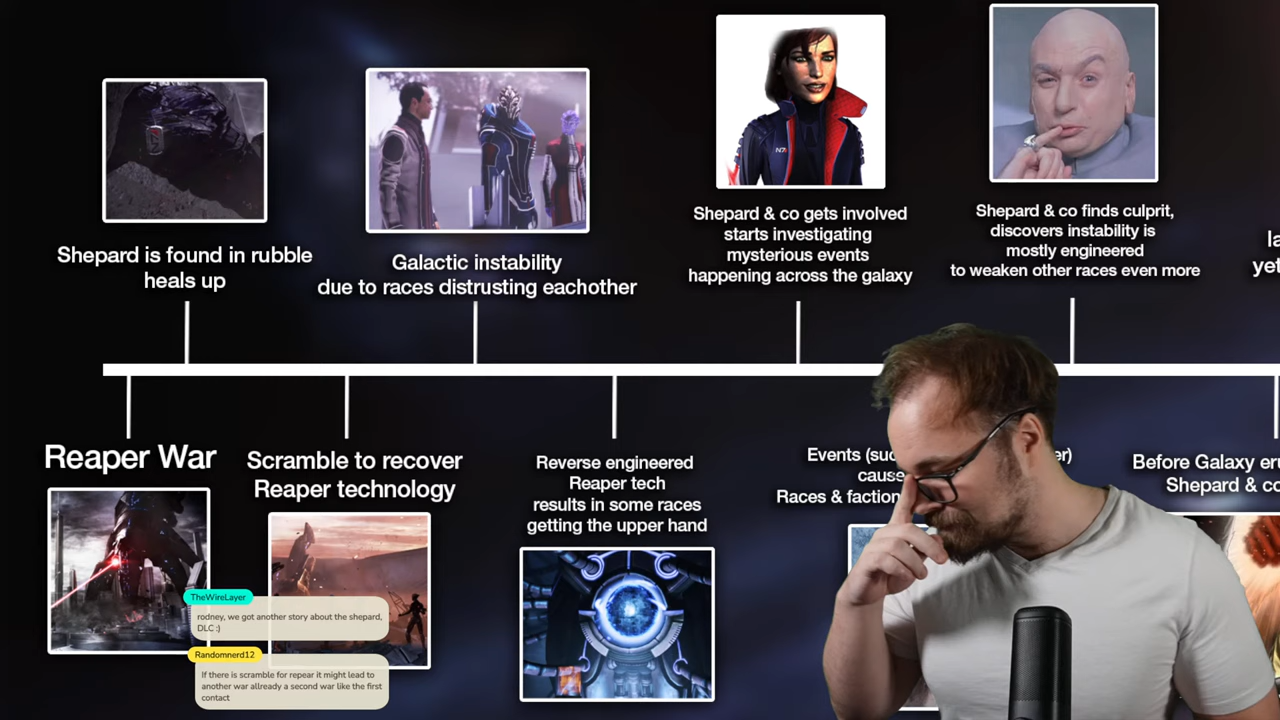 Shepard is found in rubble
heals up
Galactic instability
due to races distrusting eachother
N7
Shepard & co gets involved
starts investigating
mysterious events
happening across the galaxy
Shepard & co finds culprit,
discovers instability is
mostly engineered
to weaken other races even more
yet
Reaper War
Scramble to recover
Reaper technology
Reverse engineered
Reaper tech
results in some races
getting the upper hand
Events
cause
Races & faction
Before Galaxy
Shepard & co
TheWireLayer
rodney, we got another story about the shepard,
DLC :)
Randomnerd12
If there is scramble for repear it might lead to
another war allready a second war like the first
contact